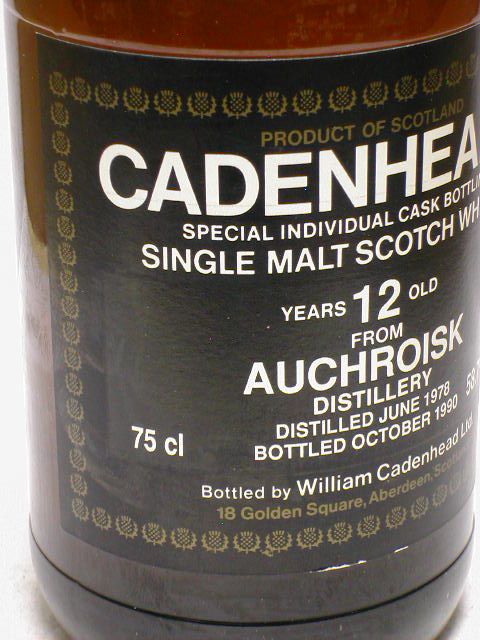 PRODUCT OF SCOTLAND
CADENHEA
SPECIAL INDIVIDUAL CASK BOTTLIN
SINGLE MALT SCOTCH WH
YEARS 12 OLD
FROM
AUCHROISK
DISTILLERY
DISTILLED JUNE 1978
BOTTLED OCTOBER 1990
75 cl
Bottled by William Cadenhead Ltd.
18 Golden Square, Aberdeen, Scot